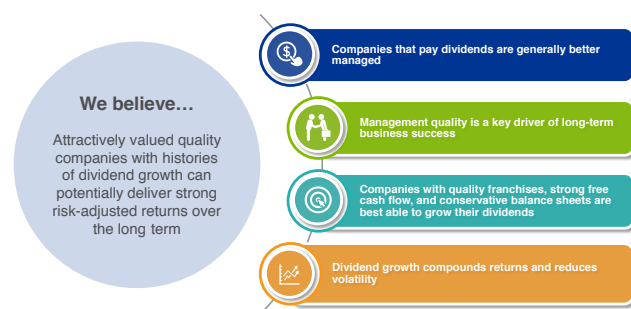 We believe…
Attractively valued quality
companies with histories
of dividend growth can
potentially deliver strong
risk-adjusted returns over
the long term
$
Companies that pay dividends are generally better
managed
Management quality is a key driver of long-term
business success
Companies with quality franchises, strong free
cash flow, and conservative balance sheets are
best able to grow their dividends
Dividend growth compounds returns and reduces
volatility